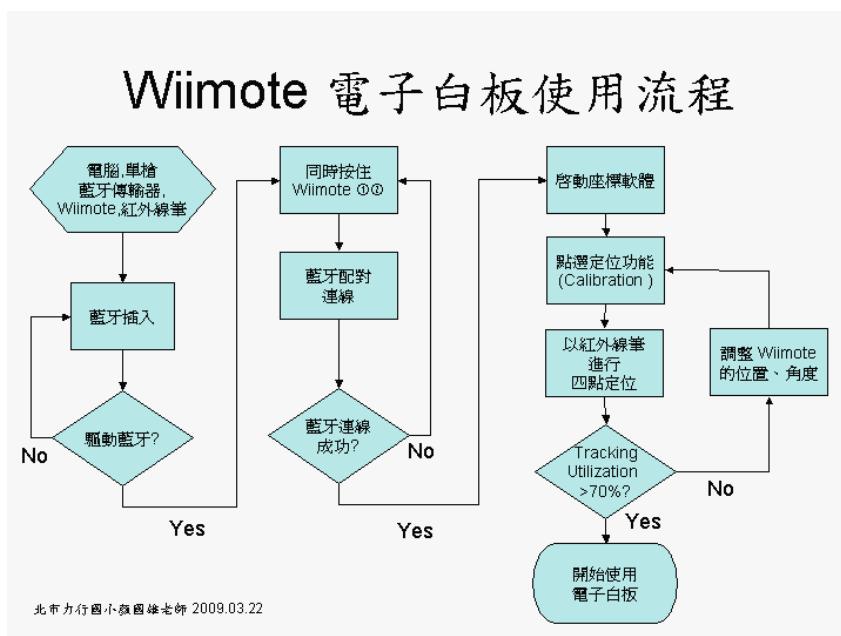 Wiimote 電子白板使用流程
電腦,單槍
藍牙傳輸器,
Wiimote,紅外線筆
藍牙插入
驅動藍牙?
No
Yes
同時按住
Wiimote ①②
藍牙配對
連線
藍牙連線
成功?
No
Yes
啟動座標軟體
點選定位功能
(Calibration )
以紅外線筆
進行
四點定位
Tracking
Utilization
>70%?
No
調整 Wiimote
的位置、角度
Yes
開始使用
電子白板
北市力行國小顏國雄老師 2009.03.22